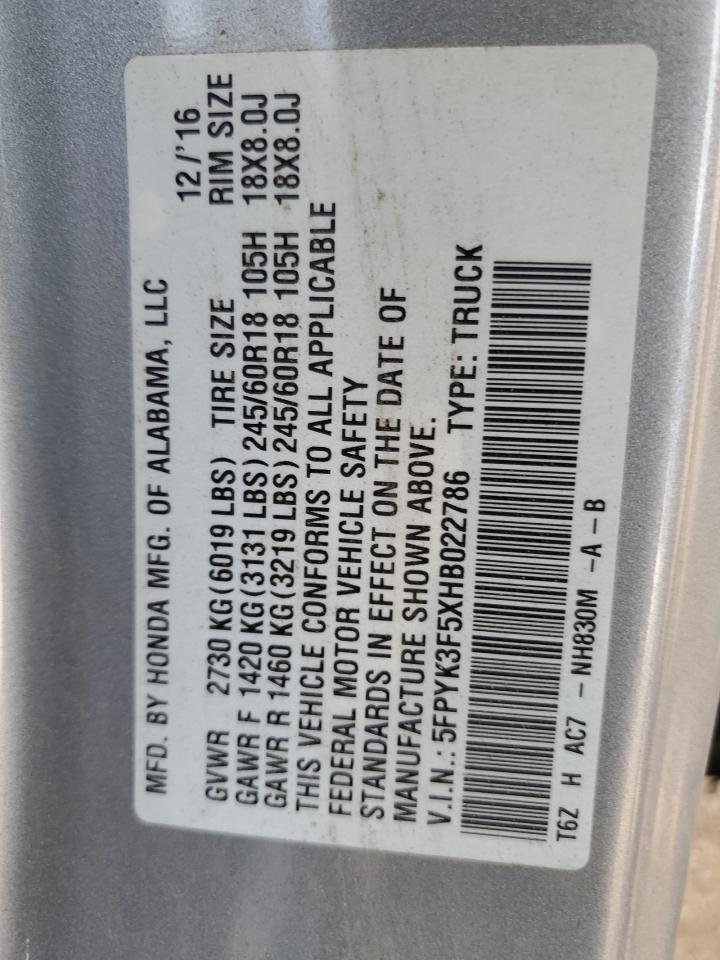 MFD. BY HONDA MFG. OF ALABAMA, LLC 12/'16
GVWR 2730 KG(6019 LBS) TIRE SIZE RIM SIZE
GAWR F 1420 KG(3131 LBS) 245/60R18 105H 18X8.0J
GAWR R 1460 KG(3219 LBS) 245/60R18 105H 18X8.0J
THIS VEHICLE CONFORMS TO ALL APPLICABLE
FEDERAL MOTOR VEHICLE SAFETY
STANDARDS IN EFFECT ON THE DATE OF
MANUFACTURE SHOWN ABOVE.
V.I.N.: 5FPYK3F5XHB022786 TYPE: TRUCK
T6Z H AC7 - NH830M -A-B